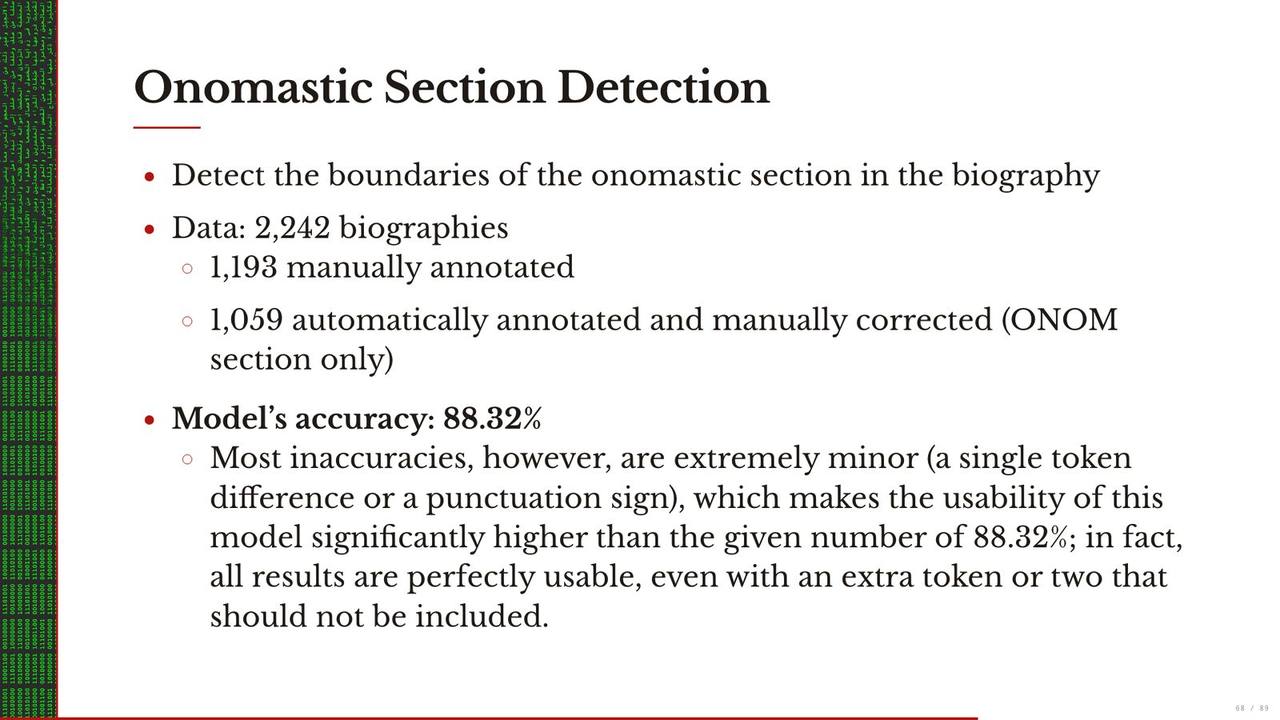 Onomastic Section Detection
• Detect the boundaries of the onomastic section in the biography
• Data: 2,242 biographies
○ 1,193 manually annotated
○ 1,059 automatically annotated and manually corrected (ONOM
section only)
• Model’s accuracy: 88.32%
○ Most inaccuracies, however, are extremely minor (a single token
difference or a punctuation sign), which makes the usability of this
model significantly higher than the given number of 88.32%; in fact,
all results are perfectly usable, even with an extra token or two that
should not be included.
68 / 89